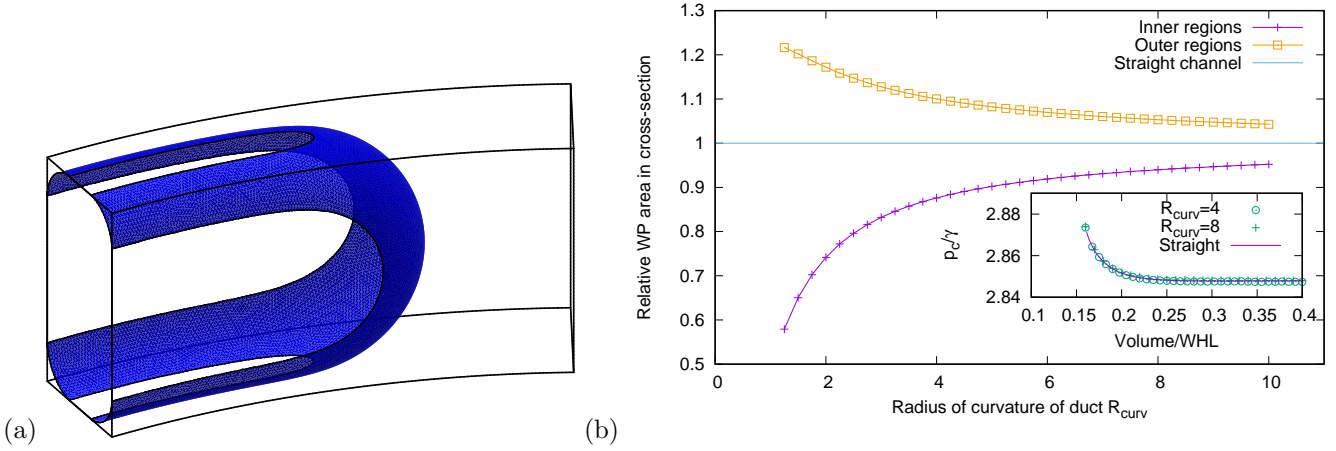 (a)
(b)
Relative WP area in cross-section
1.3
1.2
1.1
1
0.9
0.8
0.7
0.6
0.5
0
2
4
6
8
10
Radius of curvature of duct R_curv
Inner regions
Outer regions
Straight channel
p_c/γ
2.88
2.86
2.84
R_curv=4
R_curv=8
Straight
0.1
0.15
0.2
0.25
0.3
0.35
0.4
Volume/WHL